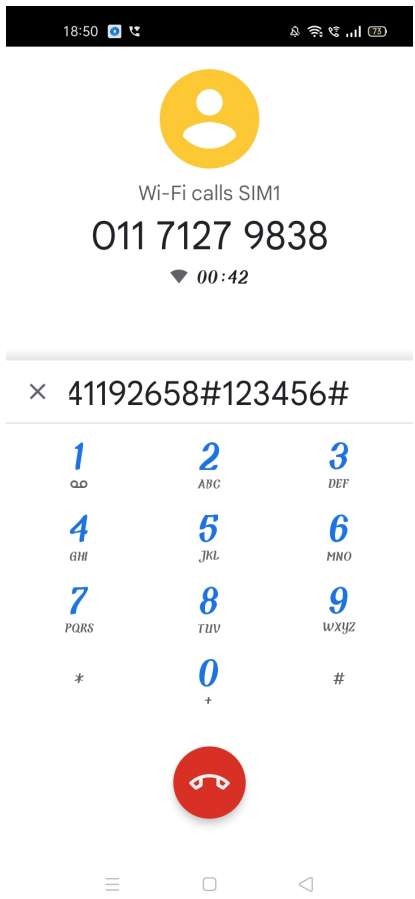 18:50
73
Wi-Fi calls SIM1
011 7127 9838
00:42
41192658#123456#
1 2 3
ABC DEF
4 5 6
GHI JKL MNO
7 8 9
PQRS TUV WXYZ
* 0 #
+